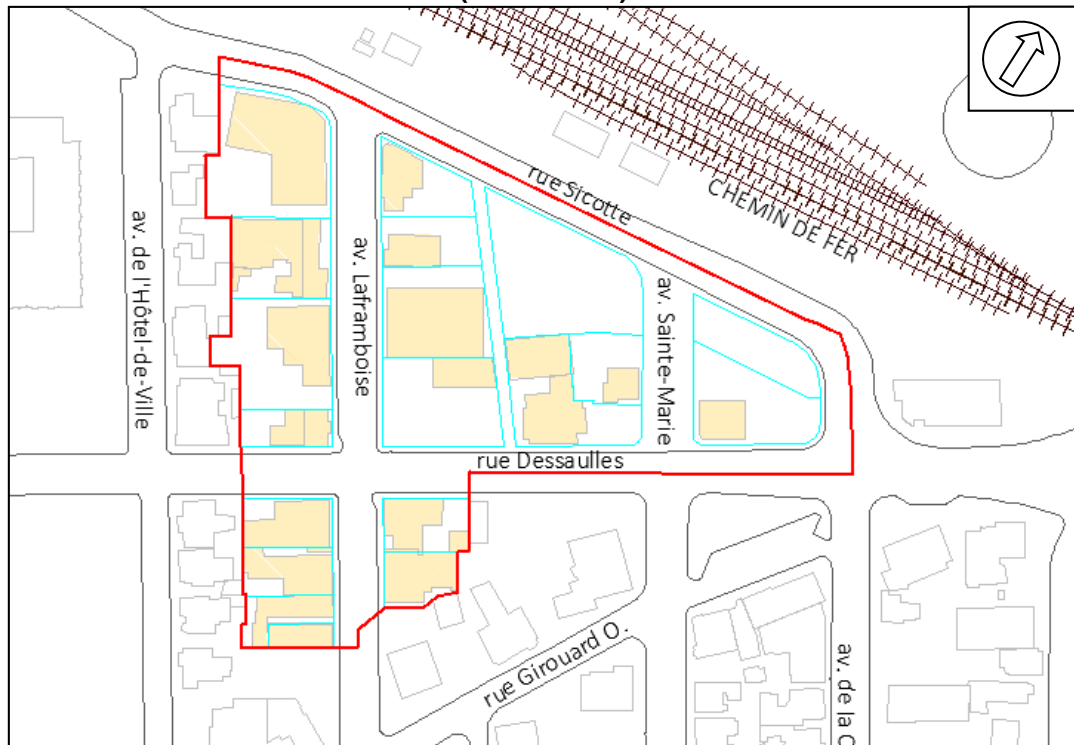 rue Sicotte
CHEMIN DE FER
av. de l'Hôtel-de-Ville
av. Laframboise
av. Sainte-Marie
rue Dessaulles
rue Girouard O.
av. de la